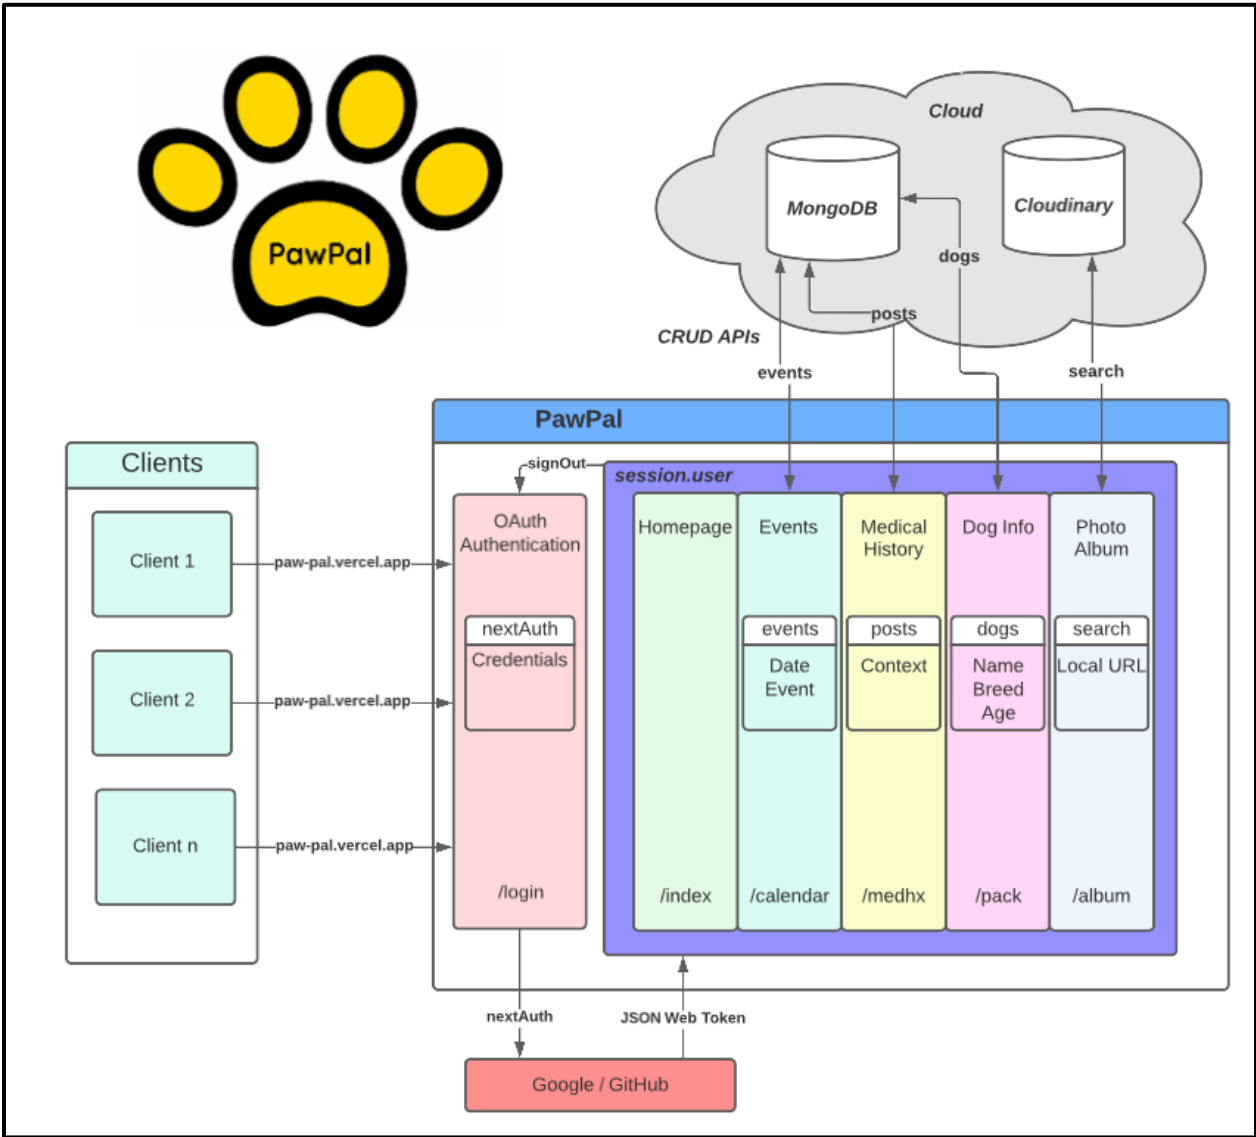 PawPal
Cloud
MongoDB
Cloudinary
dogs
posts
CRUD APIs
events
search
PawPal
Clients
Client 1
Client 2
Client n
paw-pal.vercel.app
paw-pal.vercel.app
paw-pal.vercel.app
signOut
session.user
OAuth
Authentication
nextAuth
Credentials
/login
Homepage
/index
Events
events
Date
Event
/calendar
Medical
History
posts
Context
/medhx
Dog Info
dogs
Name
Breed
Age
/pack
Photo
Album
search
Local URL
/album
nextAuth
JSON Web Token
Google / GitHub